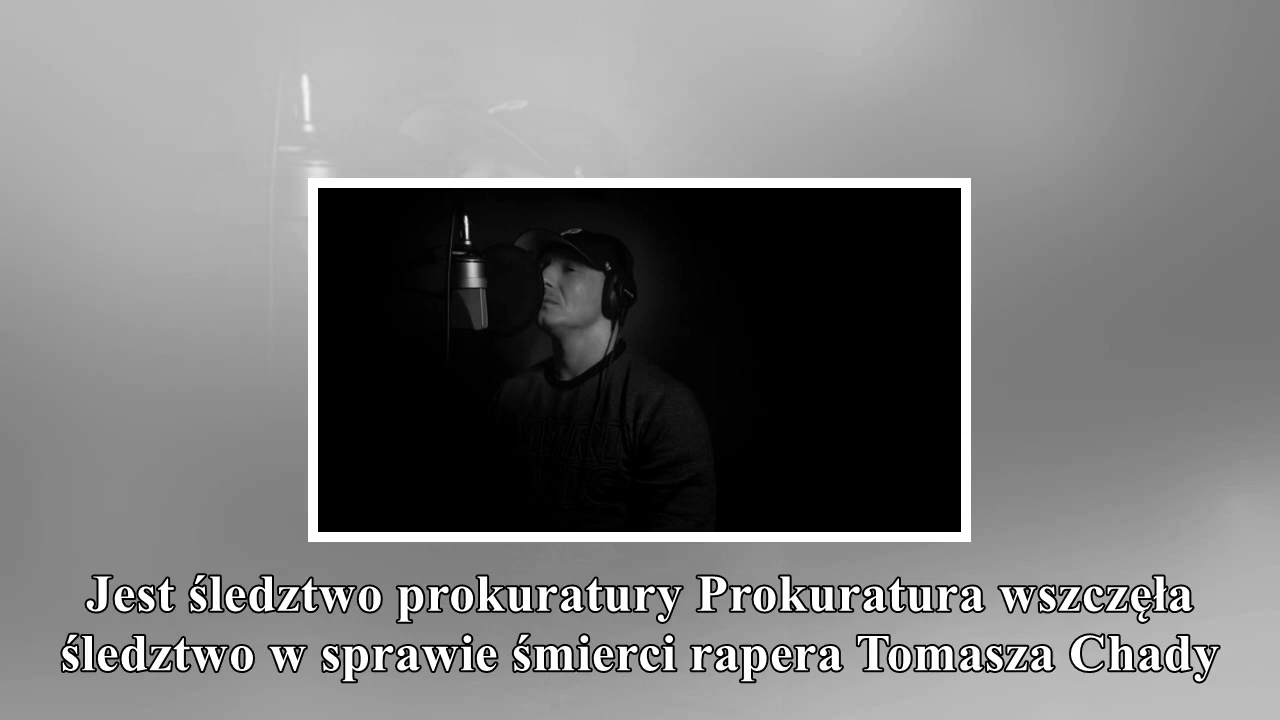 Jest śledztwo prokuratury Prokuratura wszczęła
śledztwo w sprawie śmierci rapera Tomasza Chady